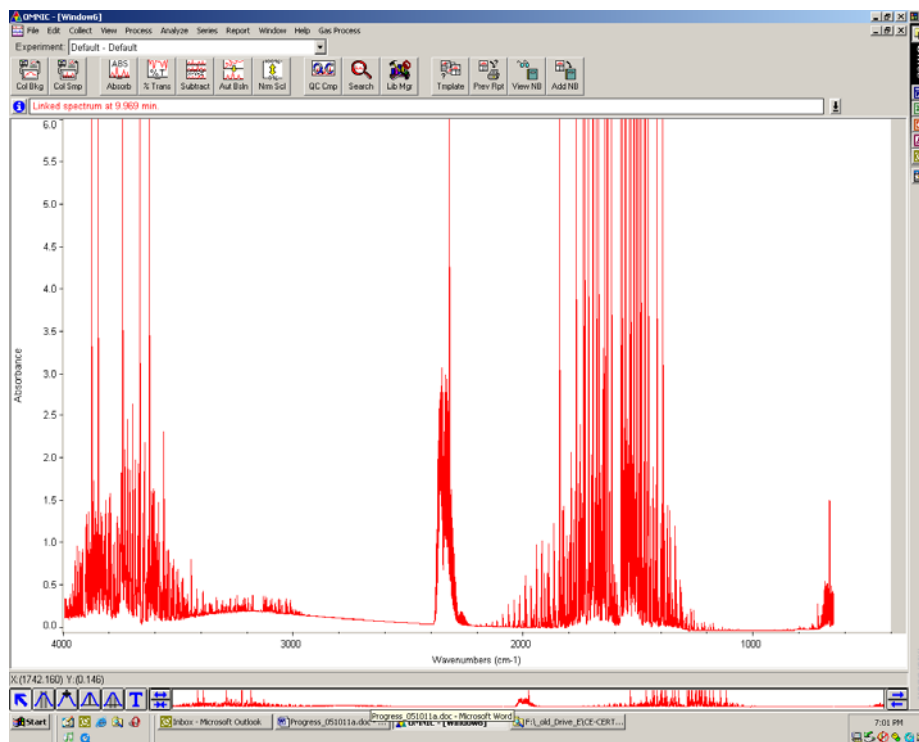 OMNIC - [Window6]
File Edit Collect View Process Analyze Series Report Window Help Gas Process
Experiment: Default - Default
ABS %T
Col Bkg Col Smp Absorb % Trans Subtract Aut Bsln Nrm Scl QC Cmp Search Lib Mgr Tmplate Prev Rpt View NB Add NB
Linked spectrum at 9.969 min.
6.0
5.5
5.0
4.5
4.0
3.5
3.0
2.5
2.0
1.5
1.0
0.5
0.0
Absorbance
4000 3000 2000 1000
Wavenumbers (cm-1)
X:(1742.160) Y:(0.146)
T
Start Inbox - Microsoft Outlook Progress_051011a.doc - ... OMNIC - [Window6] F:\_old_Drive_E\CE-CERT... 7:01 PM
Progress_051011a.doc - Microsoft Word